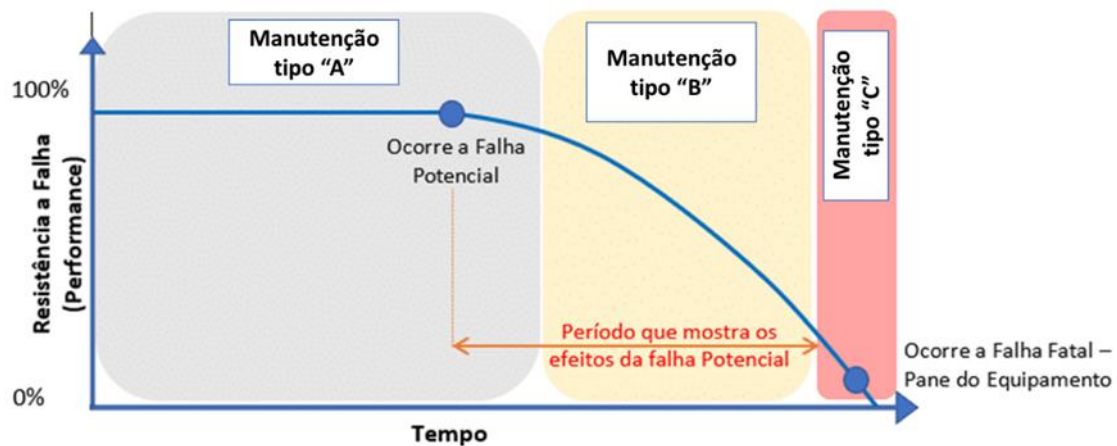 Manutenção
tipo “A”
Manutenção
tipo “B”
Manutenção
tipo “C”
100%
Ocorre a Falha
Potencial
Resistência a Falha
(Performance)
Período que mostra os
efeitos da falha Potencial
Ocorre a Falha Fatal –
Pane do Equipamento
0%
Tempo